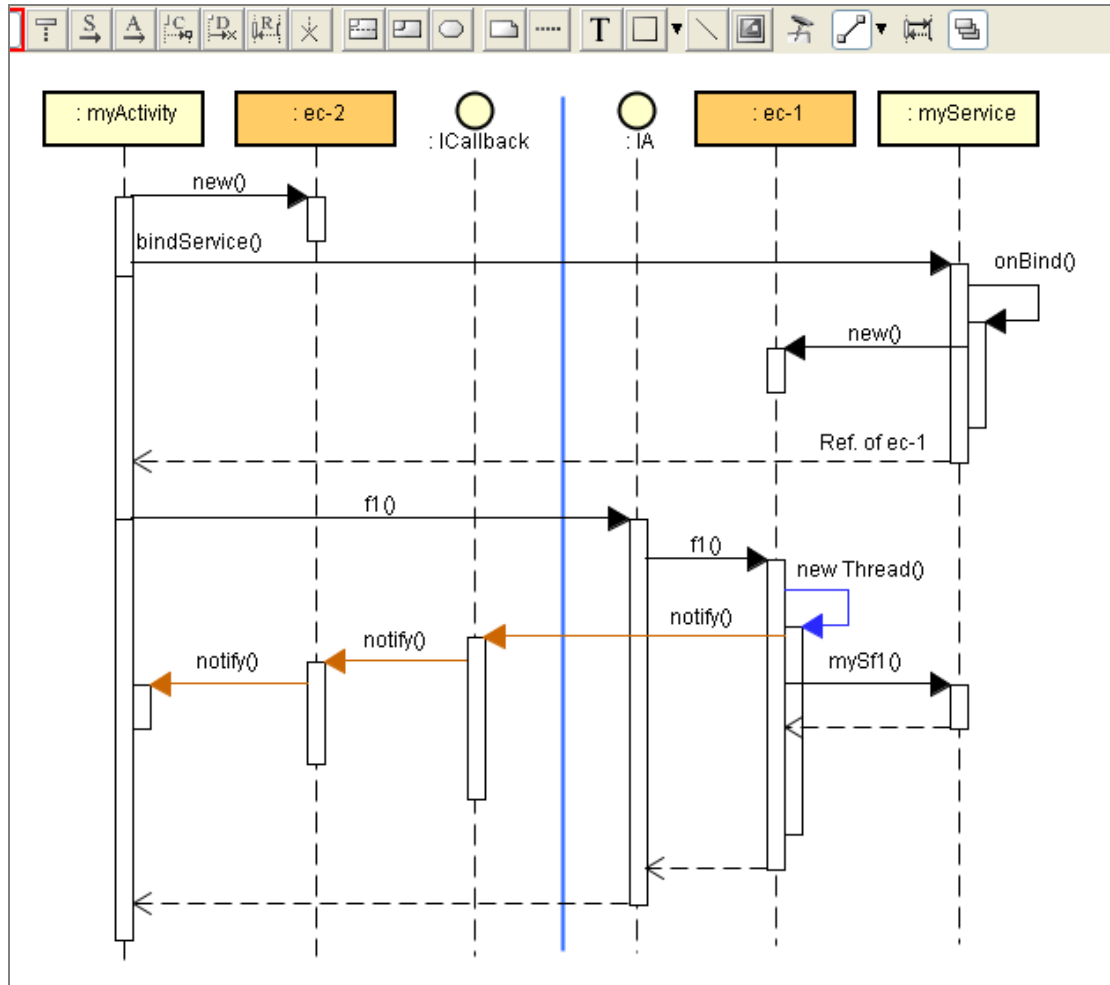 S A C D R T
: myActivity : ec-2 : ICallback : IA : ec-1 : myService
new()
bindService()
onBind()
new()
Ref. of ec-1
f1()
f1()
new Thread()
notify()
notify()
notify()
mySf1()